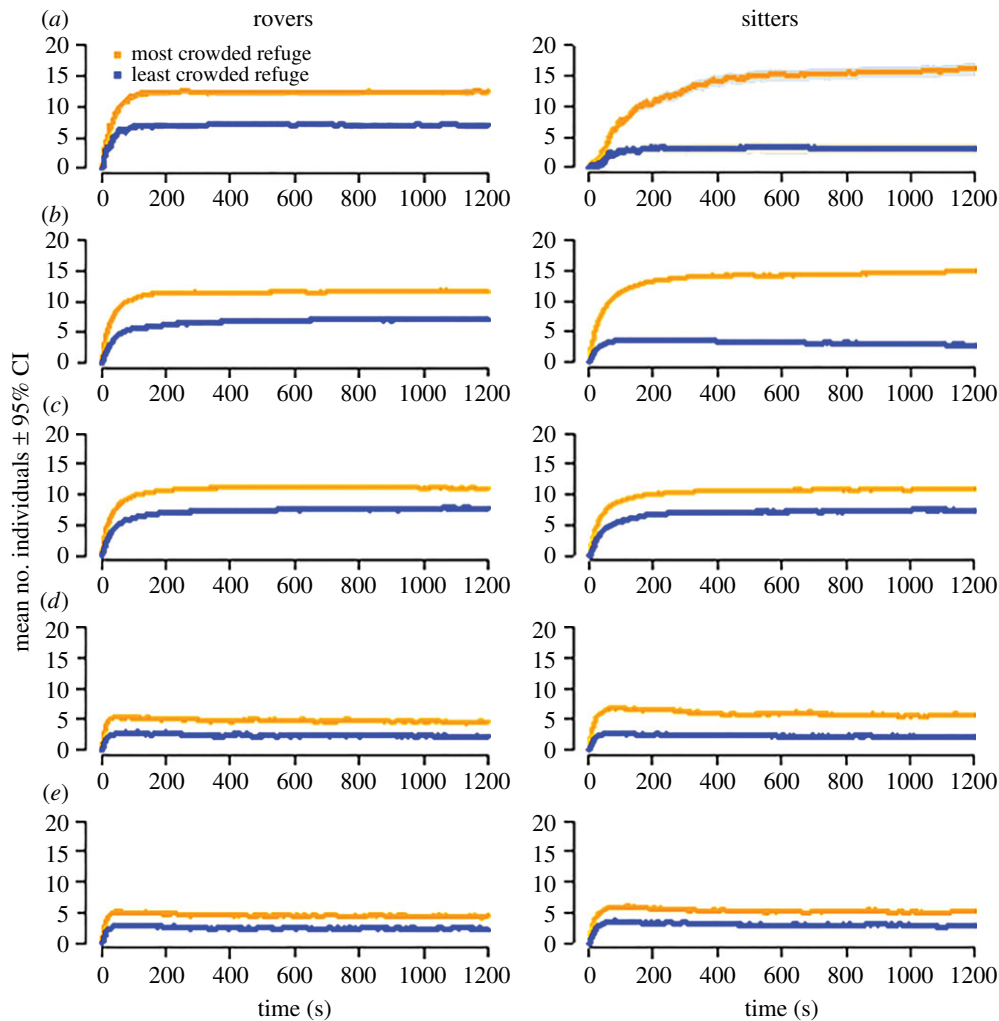 (a) rovers sitters
most crowded refuge
least crowded refuge
20 15 10 5 0
0 200 400 600 800 1000 1200
0 200 400 600 800 1000 1200
(b)
20 15 10 5 0
20 15 10 5 0
0 200 400 600 800 1000 1200
0 200 400 600 800 1000 1200
(c)
20 15 10 5 0
20 15 10 5 0
0 200 400 600 800 1000 1200
0 200 400 600 800 1000 1200
(d)
20 15 10 5 0
20 15 10 5 0
0 200 400 600 800 1000 1200
0 200 400 600 800 1000 1200
(e)
20 15 10 5 0
20 15 10 5 0
0 200 400 600 800 1000 1200
0 200 400 600 800 1000 1200
time (s) time (s)
mean no. individuals ± 95% CI
20 15 10 5 0